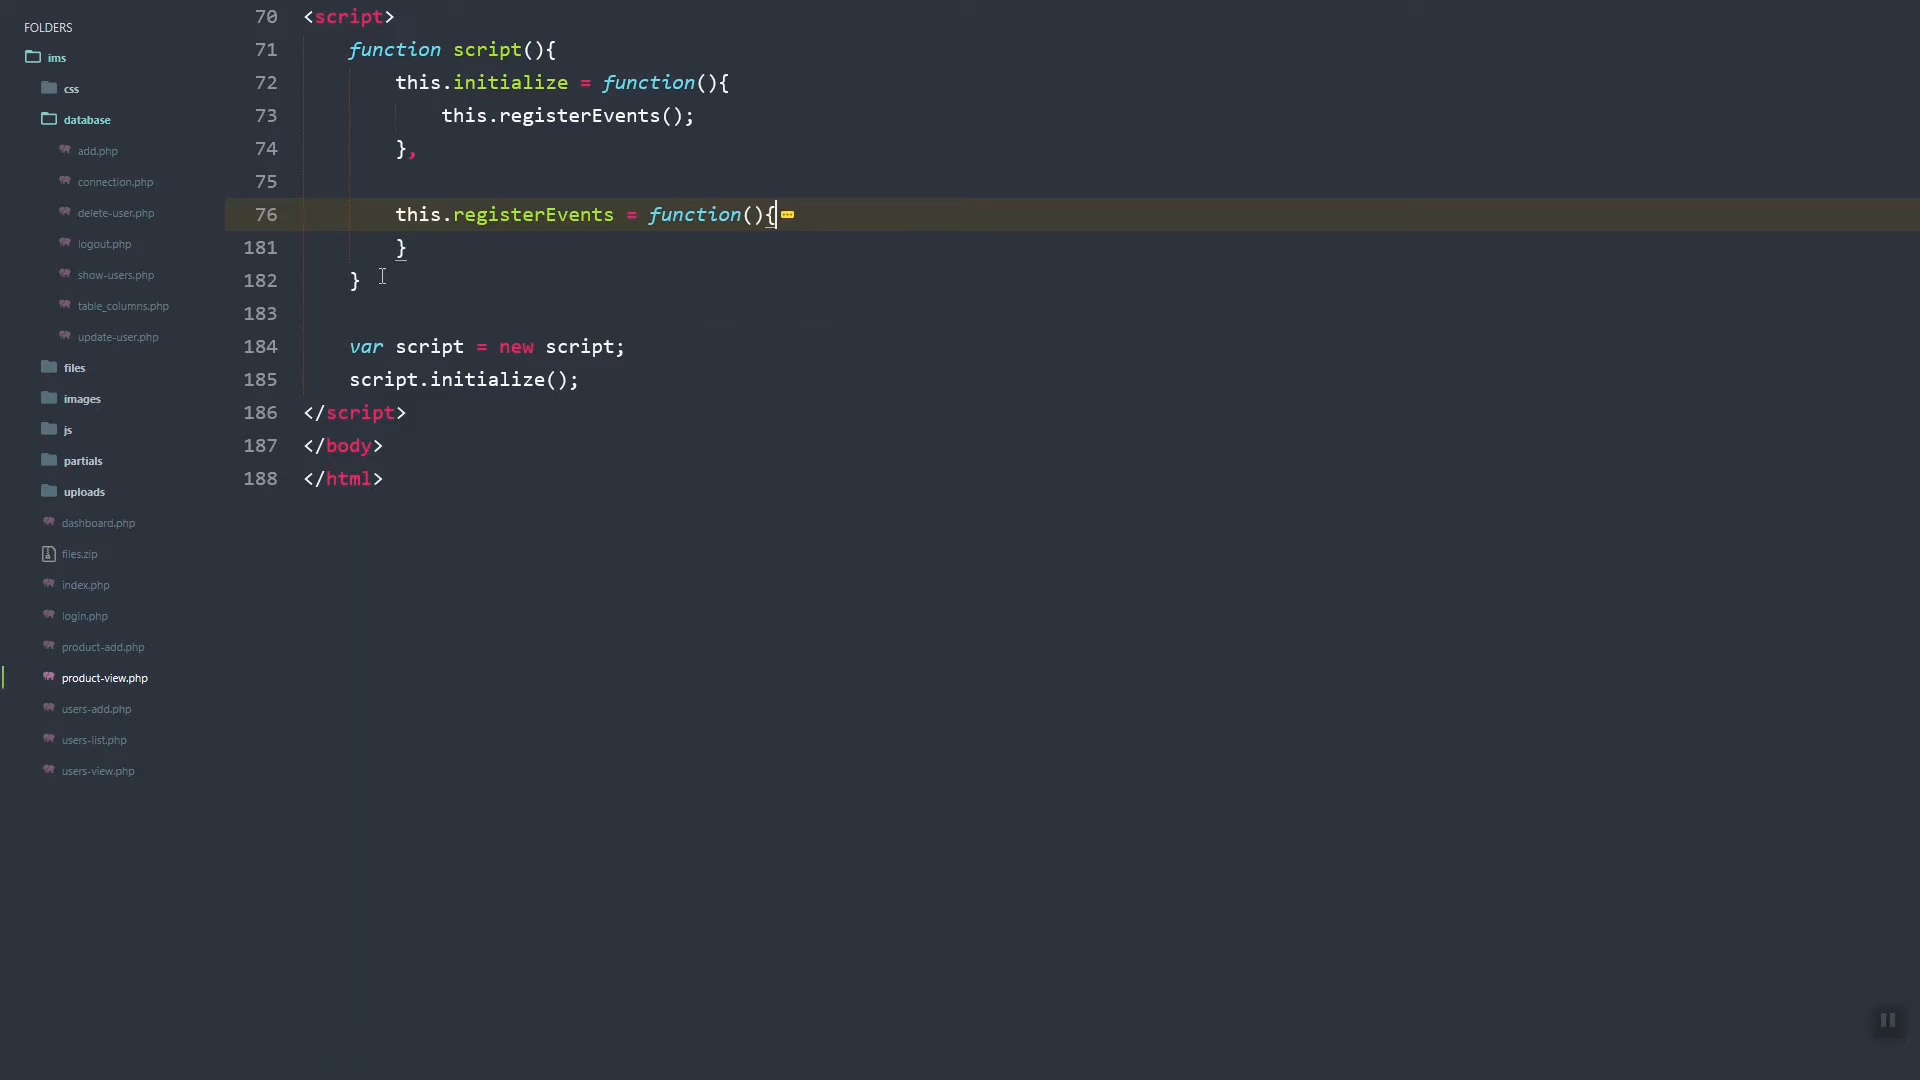 FOLDERS
ims
css
database
add.php
connection.php
delete-user.php
logout.php
show-users.php
table_columns.php
update-user.php
files
images
js
partials
uploads
dashboard.php
files.zip
index.php
login.php
product-add.php
product-view.php
users-add.php
users-list.php
users-view.php
70 <script>
71 function script(){
72 this.initialize = function(){
73 this.registerEvents();
74 },
75
76 this.registerEvents = function(){
181 }
182 }
183
184 var script = new script;
185 script.initialize();
186 </script>
187 </body>
188 </html>